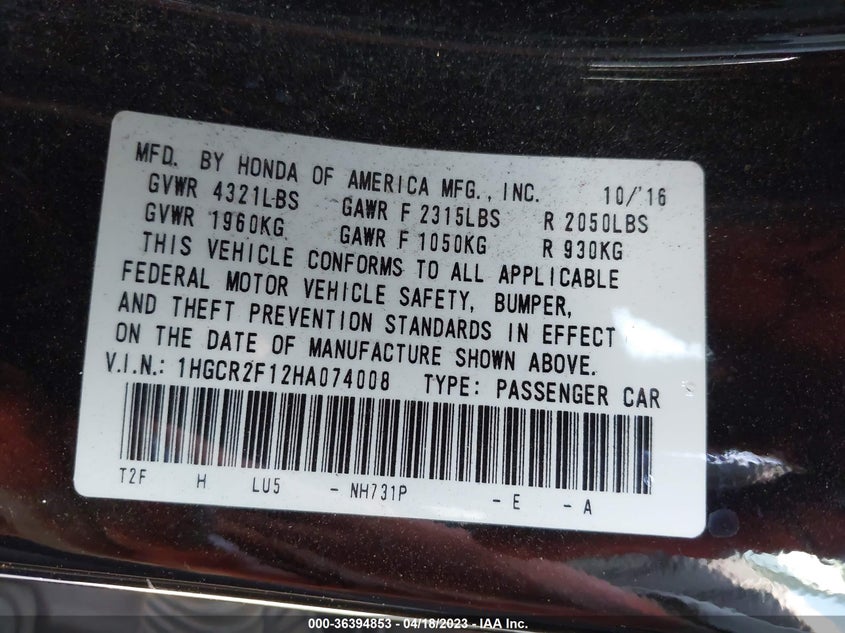 MFD. BY HONDA OF AMERICA MFG., INC. 10/'16
GVWR 4321LBS GAWR F 2315LBS R 2050LBS
GVWR 1960KG GAWR F 1050KG R 930KG
THIS VEHICLE CONFORMS TO ALL APPLICABLE
FEDERAL MOTOR VEHICLE SAFETY, BUMPER,
AND THEFT PREVENTION STANDARDS IN EFFECT
ON THE DATE OF MANUFACTURE SHOWN ABOVE.
V.I.N.: 1HGCR2F12HA074008 TYPE: PASSENGER CAR
T2F H LU5 - NH731P - E - A
000-36394853 - 04/18/2023 - IAA Inc.